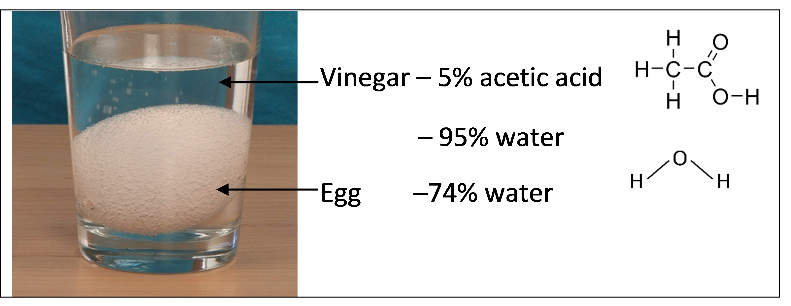 Vinegar – 5% acetic acid
– 95% water
Egg –74% water
H
O
H–C–C
H
O–H
O
H H